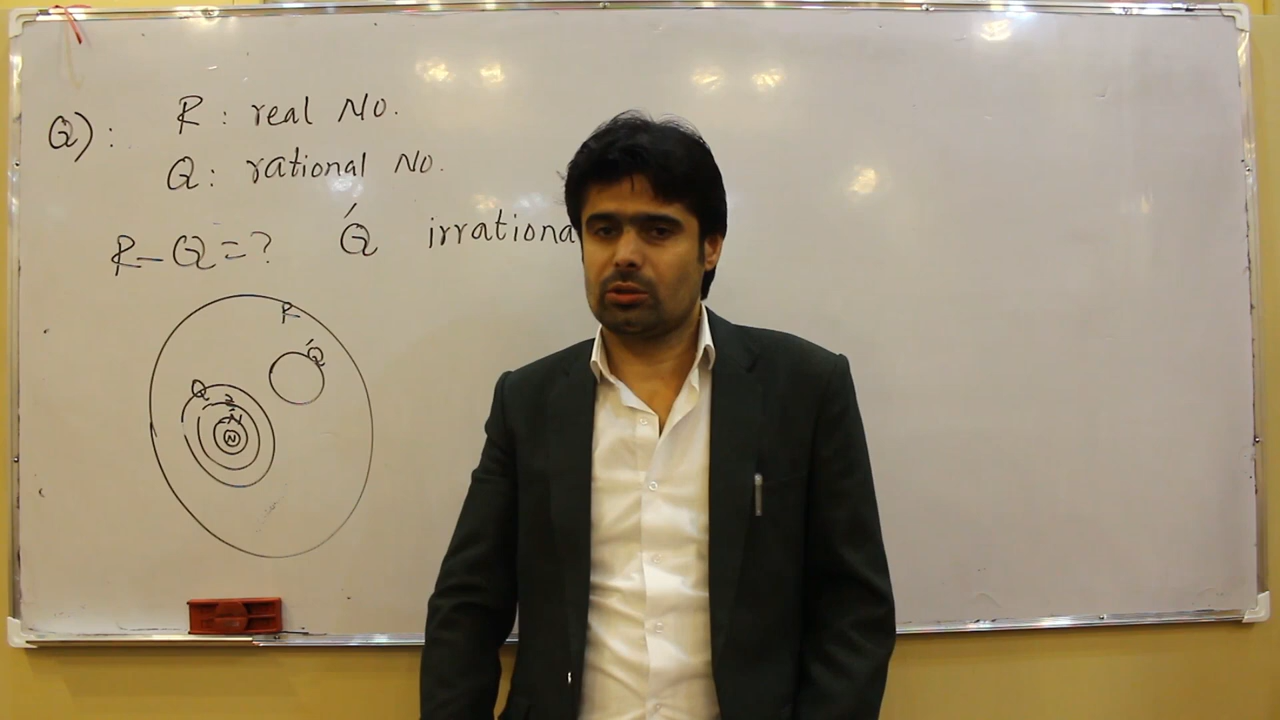 Q): R: real No.
Q: rational No.
R-Q=? Q́ irrationa
R
Q́
Q
N